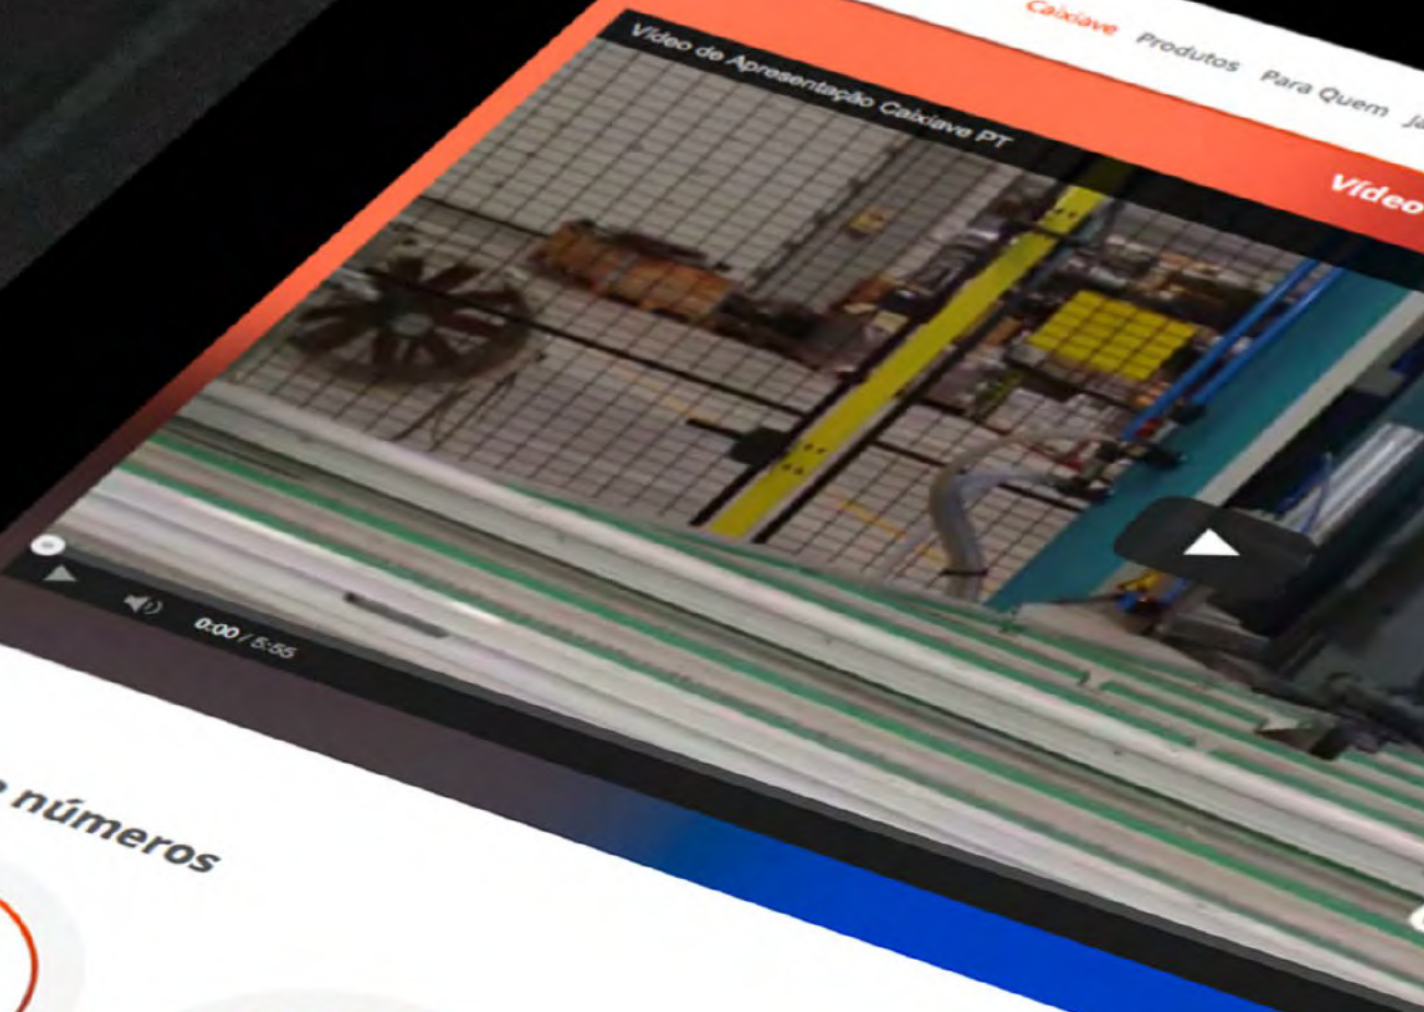 Caixiave Produtos Para Quem
Vídeo de Apresentação Caixiave PT
Vídeo
0:00 / 5:55
números